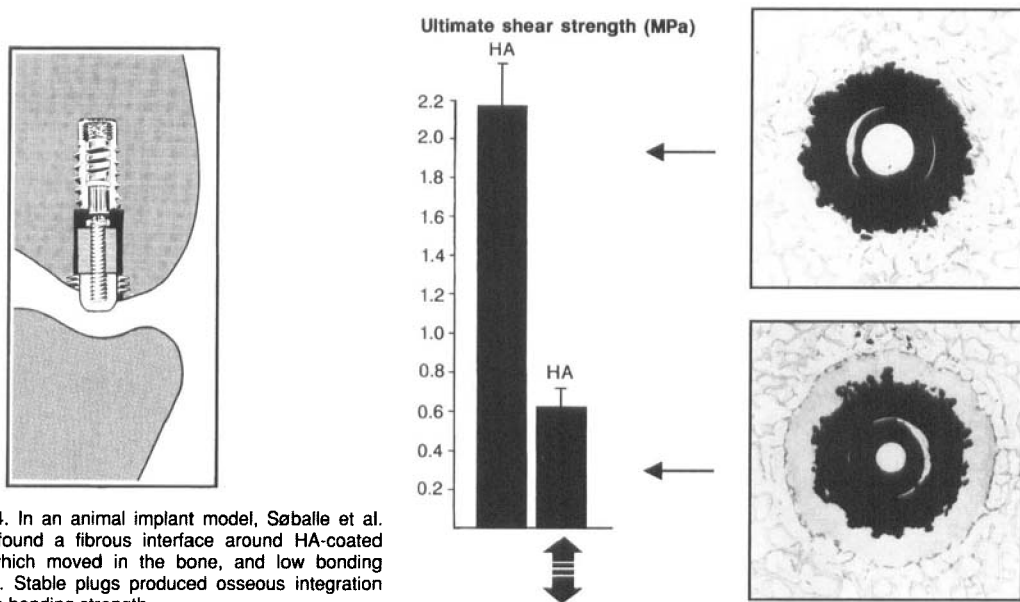 Ultimate shear strength (MPa)
HA
2.2
2.0
1.8
1.6
1.4
1.2
1.0
0.8
0.6
0.4
0.2
HA
4. In an animal implant model, Søballe et al.
found a fibrous interface around HA-coated
which moved in the bone, and low bonding
. Stable plugs produced osseous integration